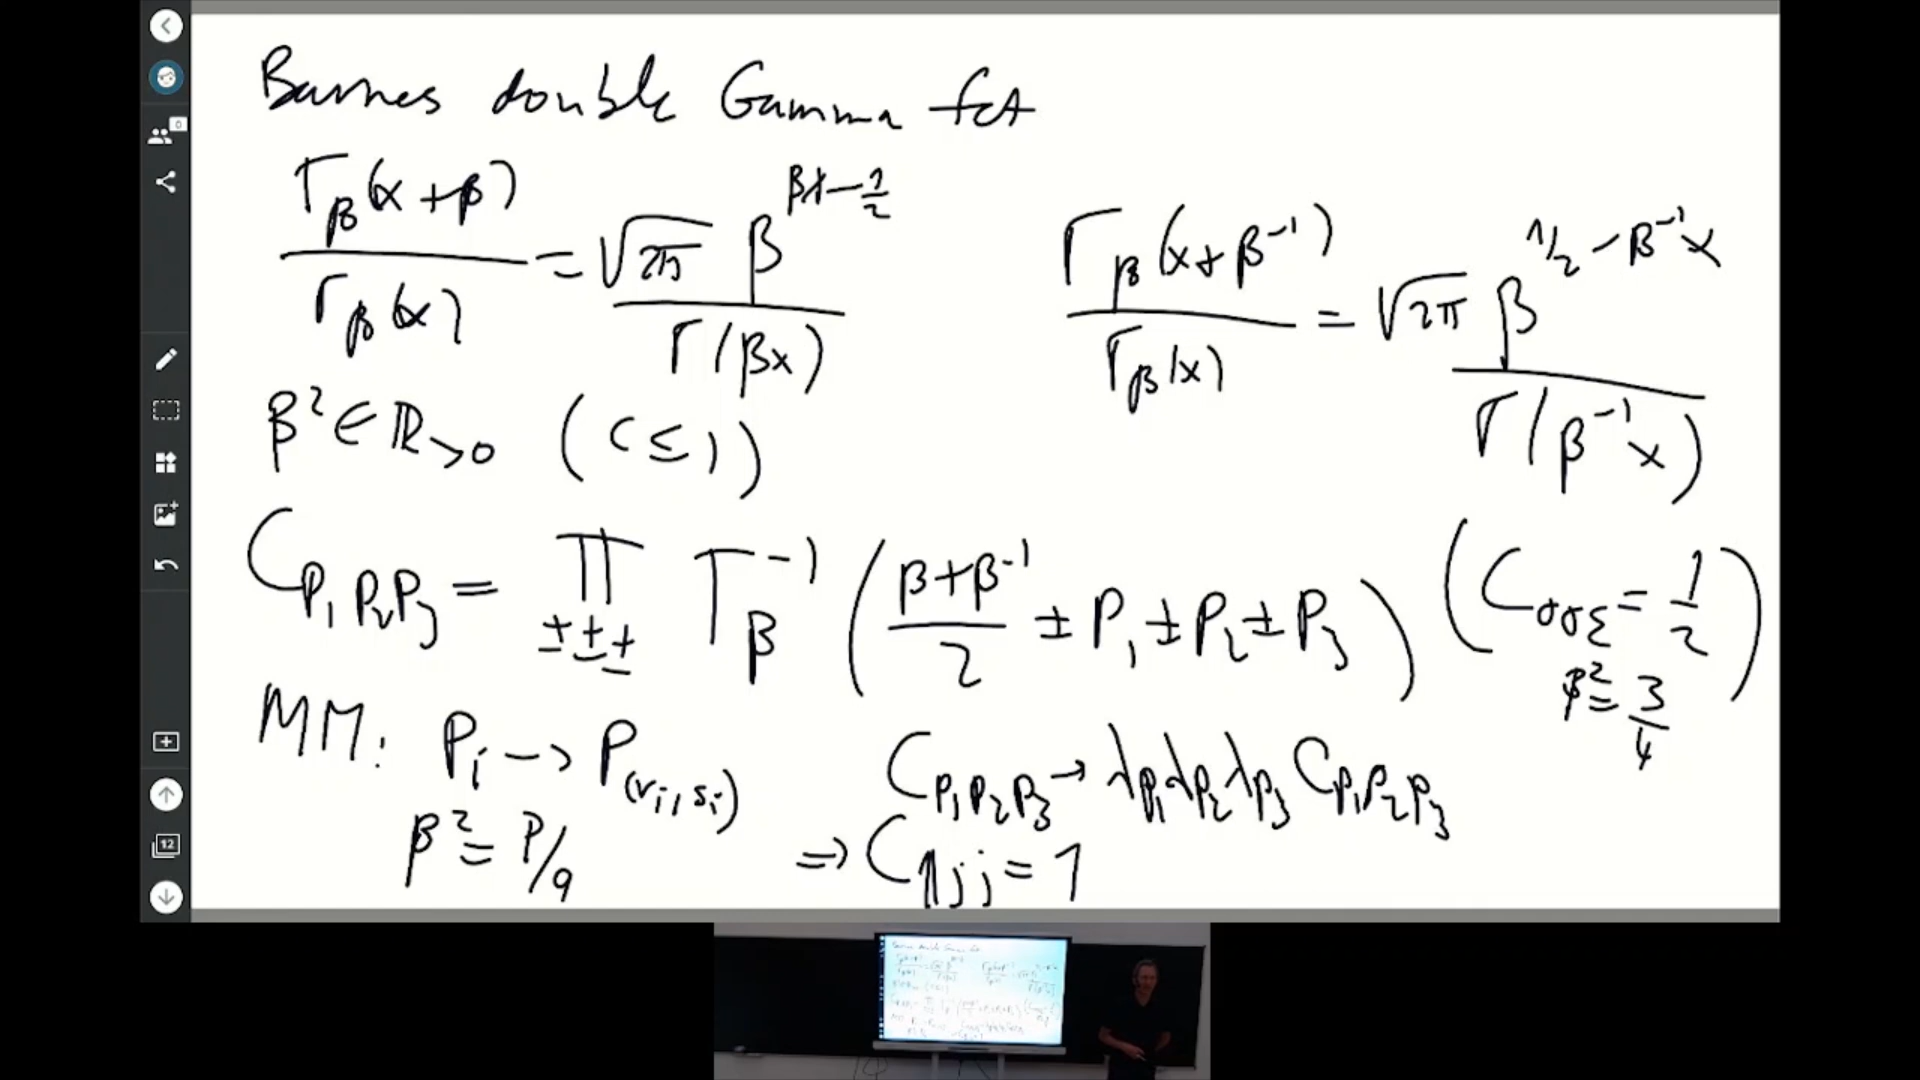 Barnes double Gamma fct
Γ_β(x+β) / Γ_β(x) = √2π β^{βx-1/2} / Γ(βx)
Γ_β(x+β^{-1}) / Γ_β(x) = √2π β^{1/2-β^{-1}x} / Γ(β^{-1}x)
β² ∈ ℝ_{>0} (c ≤ 1)
C_{P₁P₂P₃} = ∏_{±±±} Γ_β^{-1} ( (β+β^{-1})/2 ± P₁ ± P₂ ± P₃ ) ( C_{σσε} = 1/2 )
β² = 3/4
MM: P_i → P_{(r_i,s_i)} C_{P₁P₂P₃} → λ_{P₁} λ_{P₂} λ_{P₃} C_{P₁P₂P₃}
β² = p/q ⇒ C_{1jj} = 1
0
12